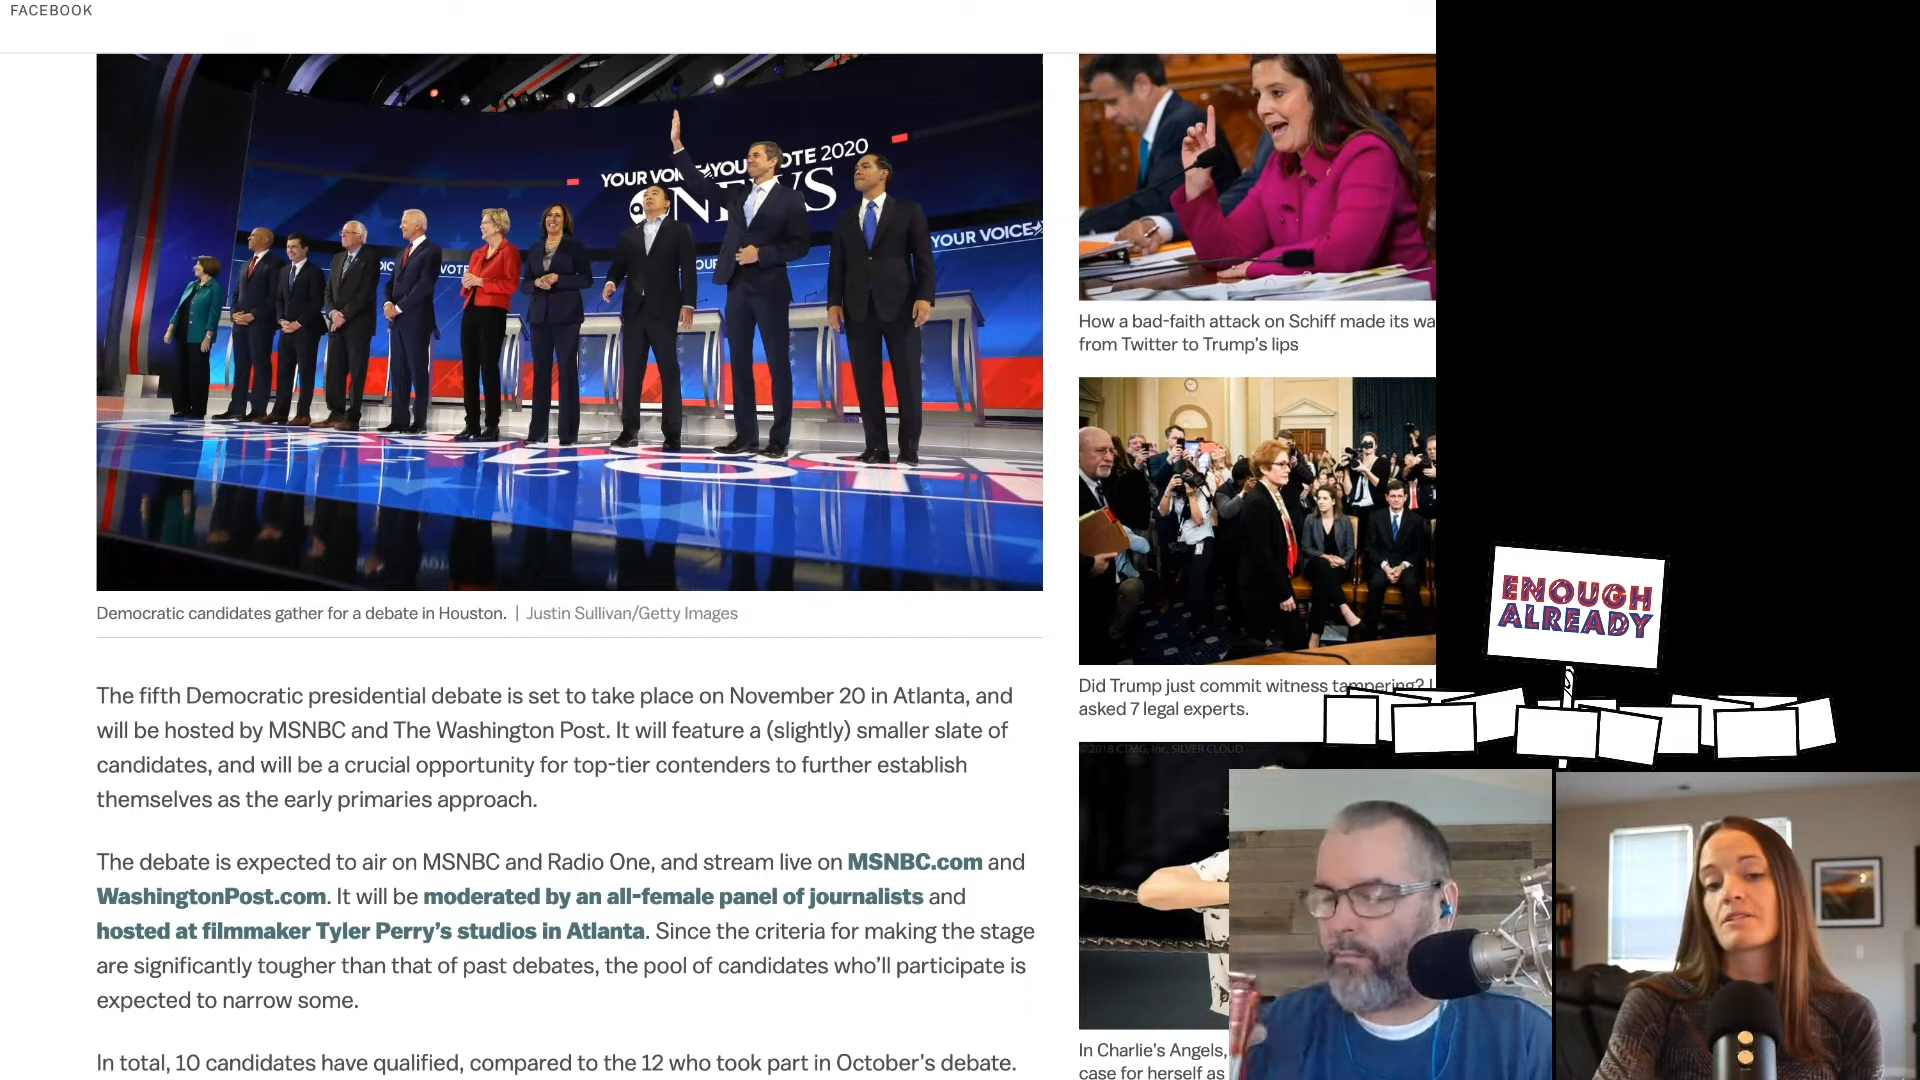 FACEBOOK
YOUR VOICE YOUR VOTE 2020
NEWS
YOUR VOICE
VOTE
Democratic candidates gather for a debate in Houston. | Justin Sullivan/Getty Images
The fifth Democratic presidential debate is set to take place on November 20 in Atlanta, and
will be hosted by MSNBC and The Washington Post. It will feature a (slightly) smaller slate of
candidates, and will be a crucial opportunity for top-tier contenders to further establish
themselves as the early primaries approach.
The debate is expected to air on MSNBC and Radio One, and stream live on MSNBC.com and
WashingtonPost.com. It will be moderated by an all-female panel of journalists and
hosted at filmmaker Tyler Perry's studios in Atlanta. Since the criteria for making the stage
are significantly tougher than that of past debates, the pool of candidates who'll participate is
expected to narrow some.
In total, 10 candidates have qualified, compared to the 12 who took part in October's debate.
How a bad-faith attack on Schiff made its wa
from Twitter to Trump's lips
Did Trump just commit witness tampering? I
asked 7 legal experts.
© 2018 CTMG, Inc. SILVER CLOUD
In Charlie's Angels,
case for herself as
ENOUGH
ALREADY